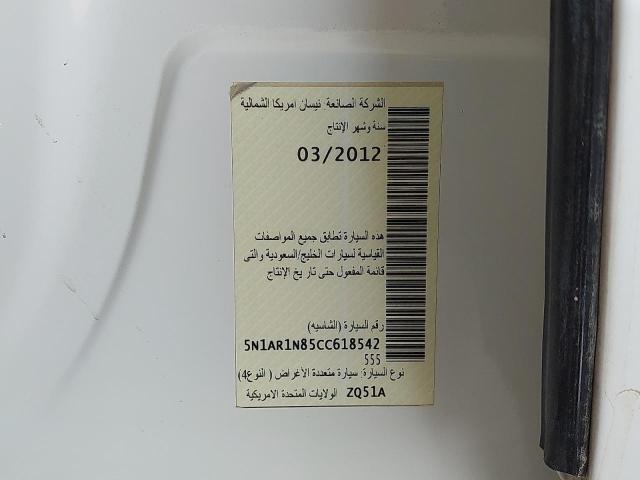 الشركة الصانعة: نيسان امريكا الشمالية
سنة وشهر الإنتاج
03/2012
هذه السيارة تطابق جميع المواصفات
القياسية لسيارات الخليج/السعودية والتى
قائمة المفعول حتى تار يخ الإنتاج
رقم السيارة (الشاسيه)
5N1AR1N85CC618542
555
نوع السيارة: سيارة متعددة الأغراض ( النوع4)
ZQ51A الولايات المتحدة الامريكية